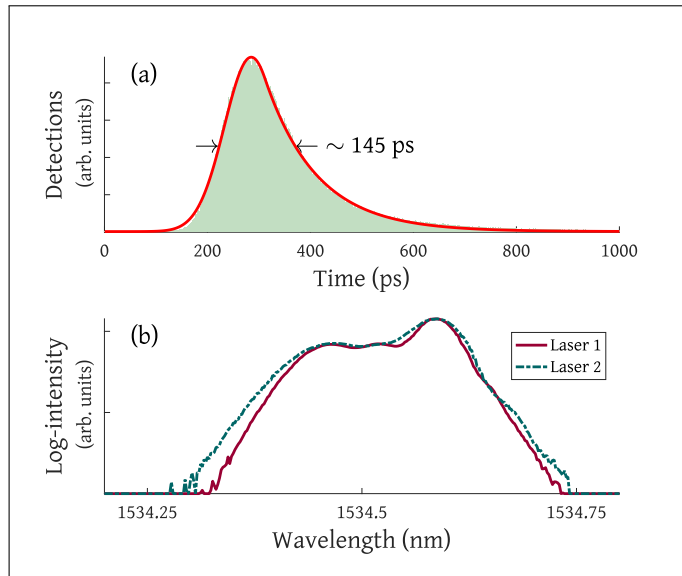 (a)
Detections
(arb. units)
~ 145 ps
0 200 400 600 800 1000
Time (ps)
(b)
Log-intensity
(arb. units)
Laser 1
Laser 2
1534.25 1534.5 1534.75
Wavelength (nm)